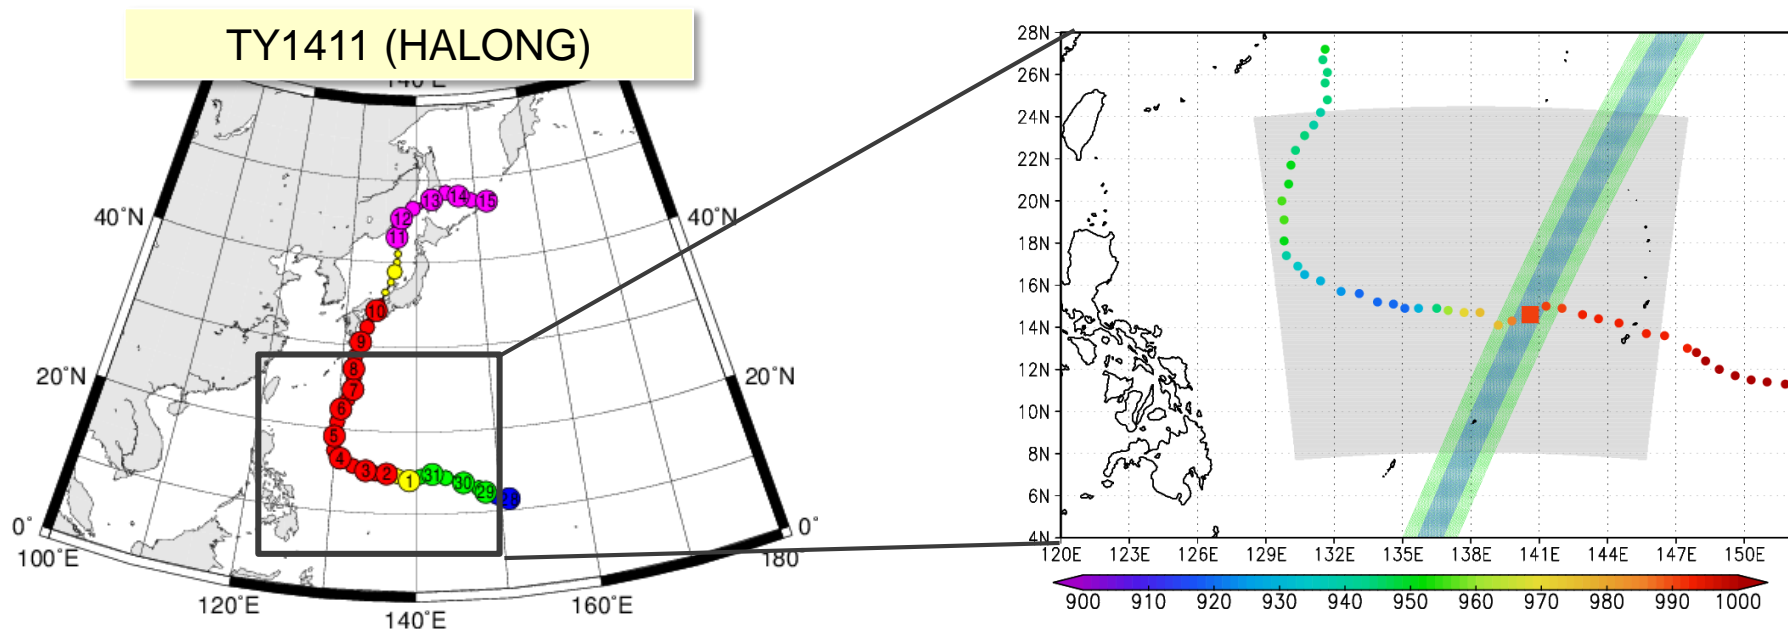 TY1411 (HALONG)
140˚E
40˚N
40˚N
20˚N
20˚N
0˚
0˚
100˚E
120˚E
140˚E
160˚E
180˚
15
14
13
12
11
10
9
8
7
6
5
4
3
2
1
31
30
29
28
28N
26N
24N
22N
20N
18N
16N
14N
12N
10N
8N
6N
4N
120E 123E 126E 129E 132E 135E 138E 141E 144E 147E 150E
900 910 920 930 940 950 960 970 980 990 1000